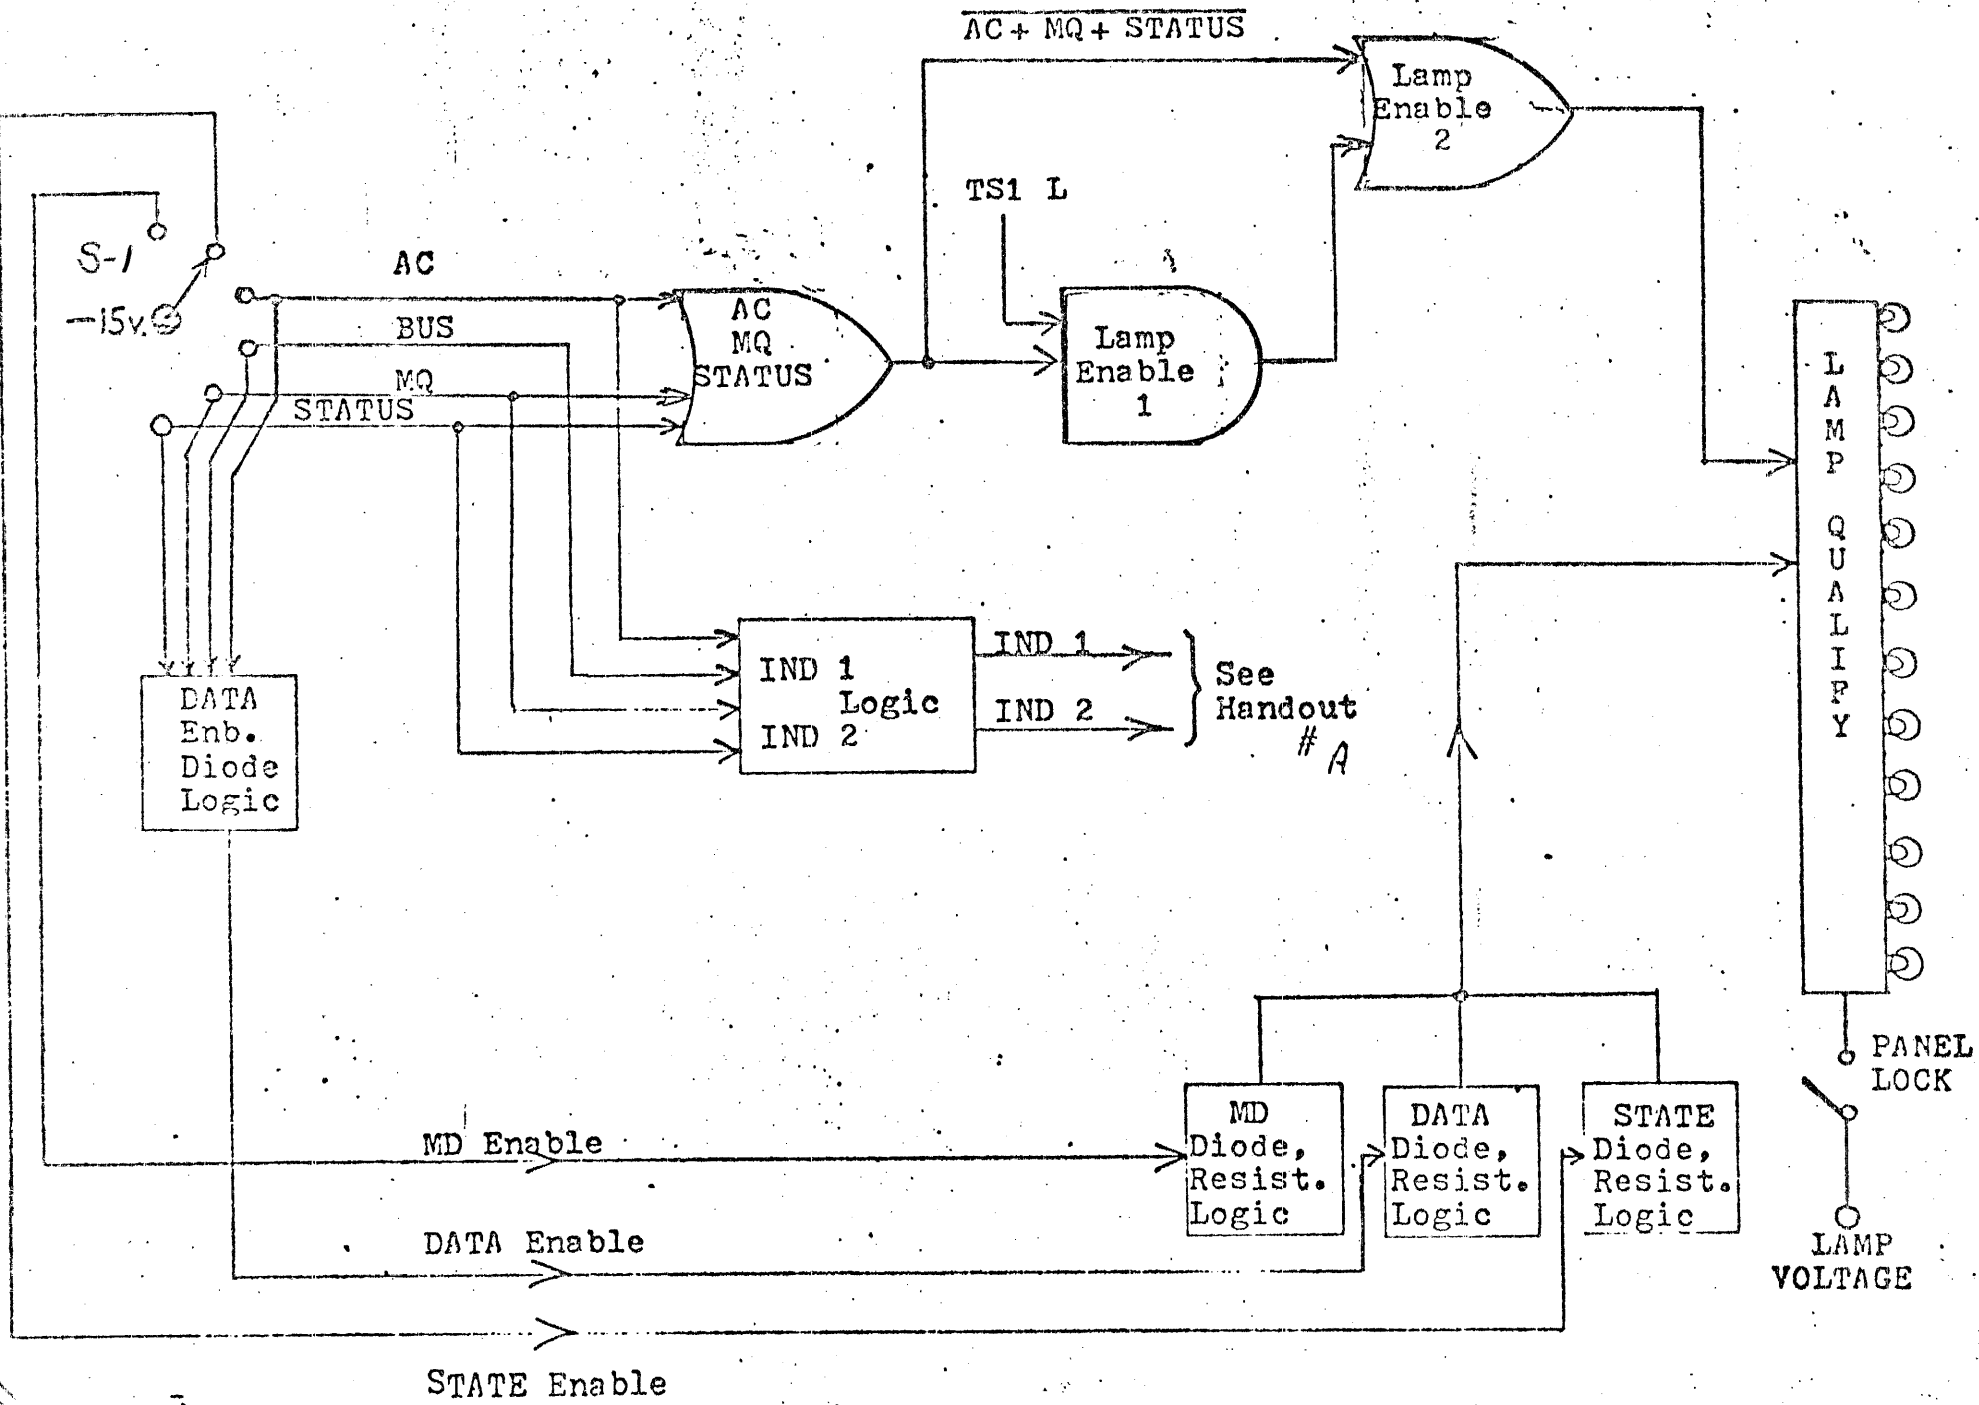 AC + MQ + STATUS
Lamp
Enable
2
TS1 L
S-1
-15v.
AC
BUS
MQ
STATUS
AC
MQ
STATUS
Lamp
Enable
1
LAMP QUALIFY
DATA
Enb.
Diode
Logic
IND 1
Logic
IND 2
IND 1
IND 2
See
Handout
# A
PANEL
LOCK
LAMP
VOLTAGE
MD
Diode,
Resist.
Logic
DATA
Diode,
Resist.
Logic
STATE
Diode,
Resist.
Logic
MD Enable
DATA Enable
STATE Enable